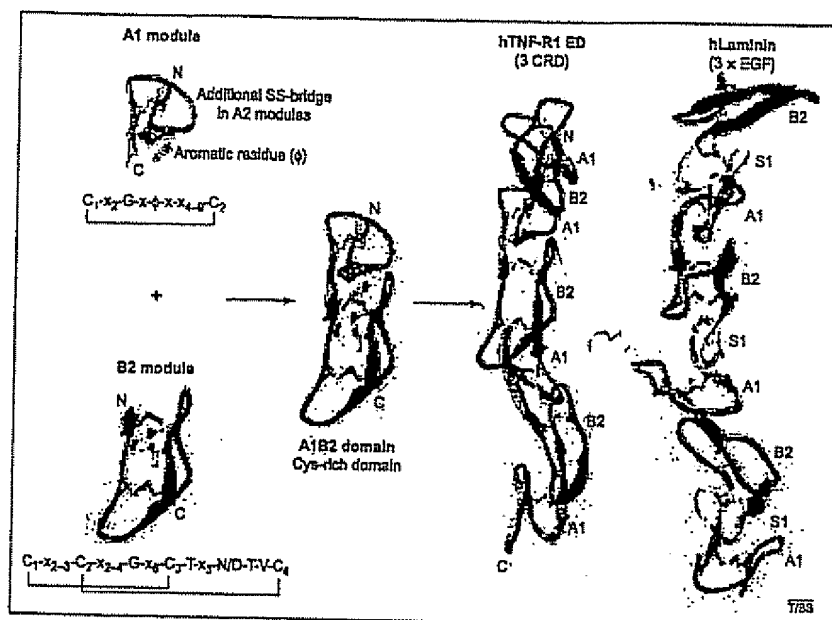 A1 module
N
Additional SS-bridge
in A2 modules
Aromatic residue (ϕ)
C
C₁-x₂-G-x-ϕ-x-x₄₋₉-C₂
+
B2 module
N
C
C₁-x₂₋₃-C₂-x₂₋₄-G-x₆-C₃-T-x₃-N/D-T-V-C₄
N
C
A1B2 domain
Cys-rich domain
hTNF-R1 ED
(3 CRD)
N
A1
B2
A1
B2
A1
B2
A1
C
hLaminin
(3 x EGF)
B2
S1
A1
B2
S1
A1
B2
S1
A1